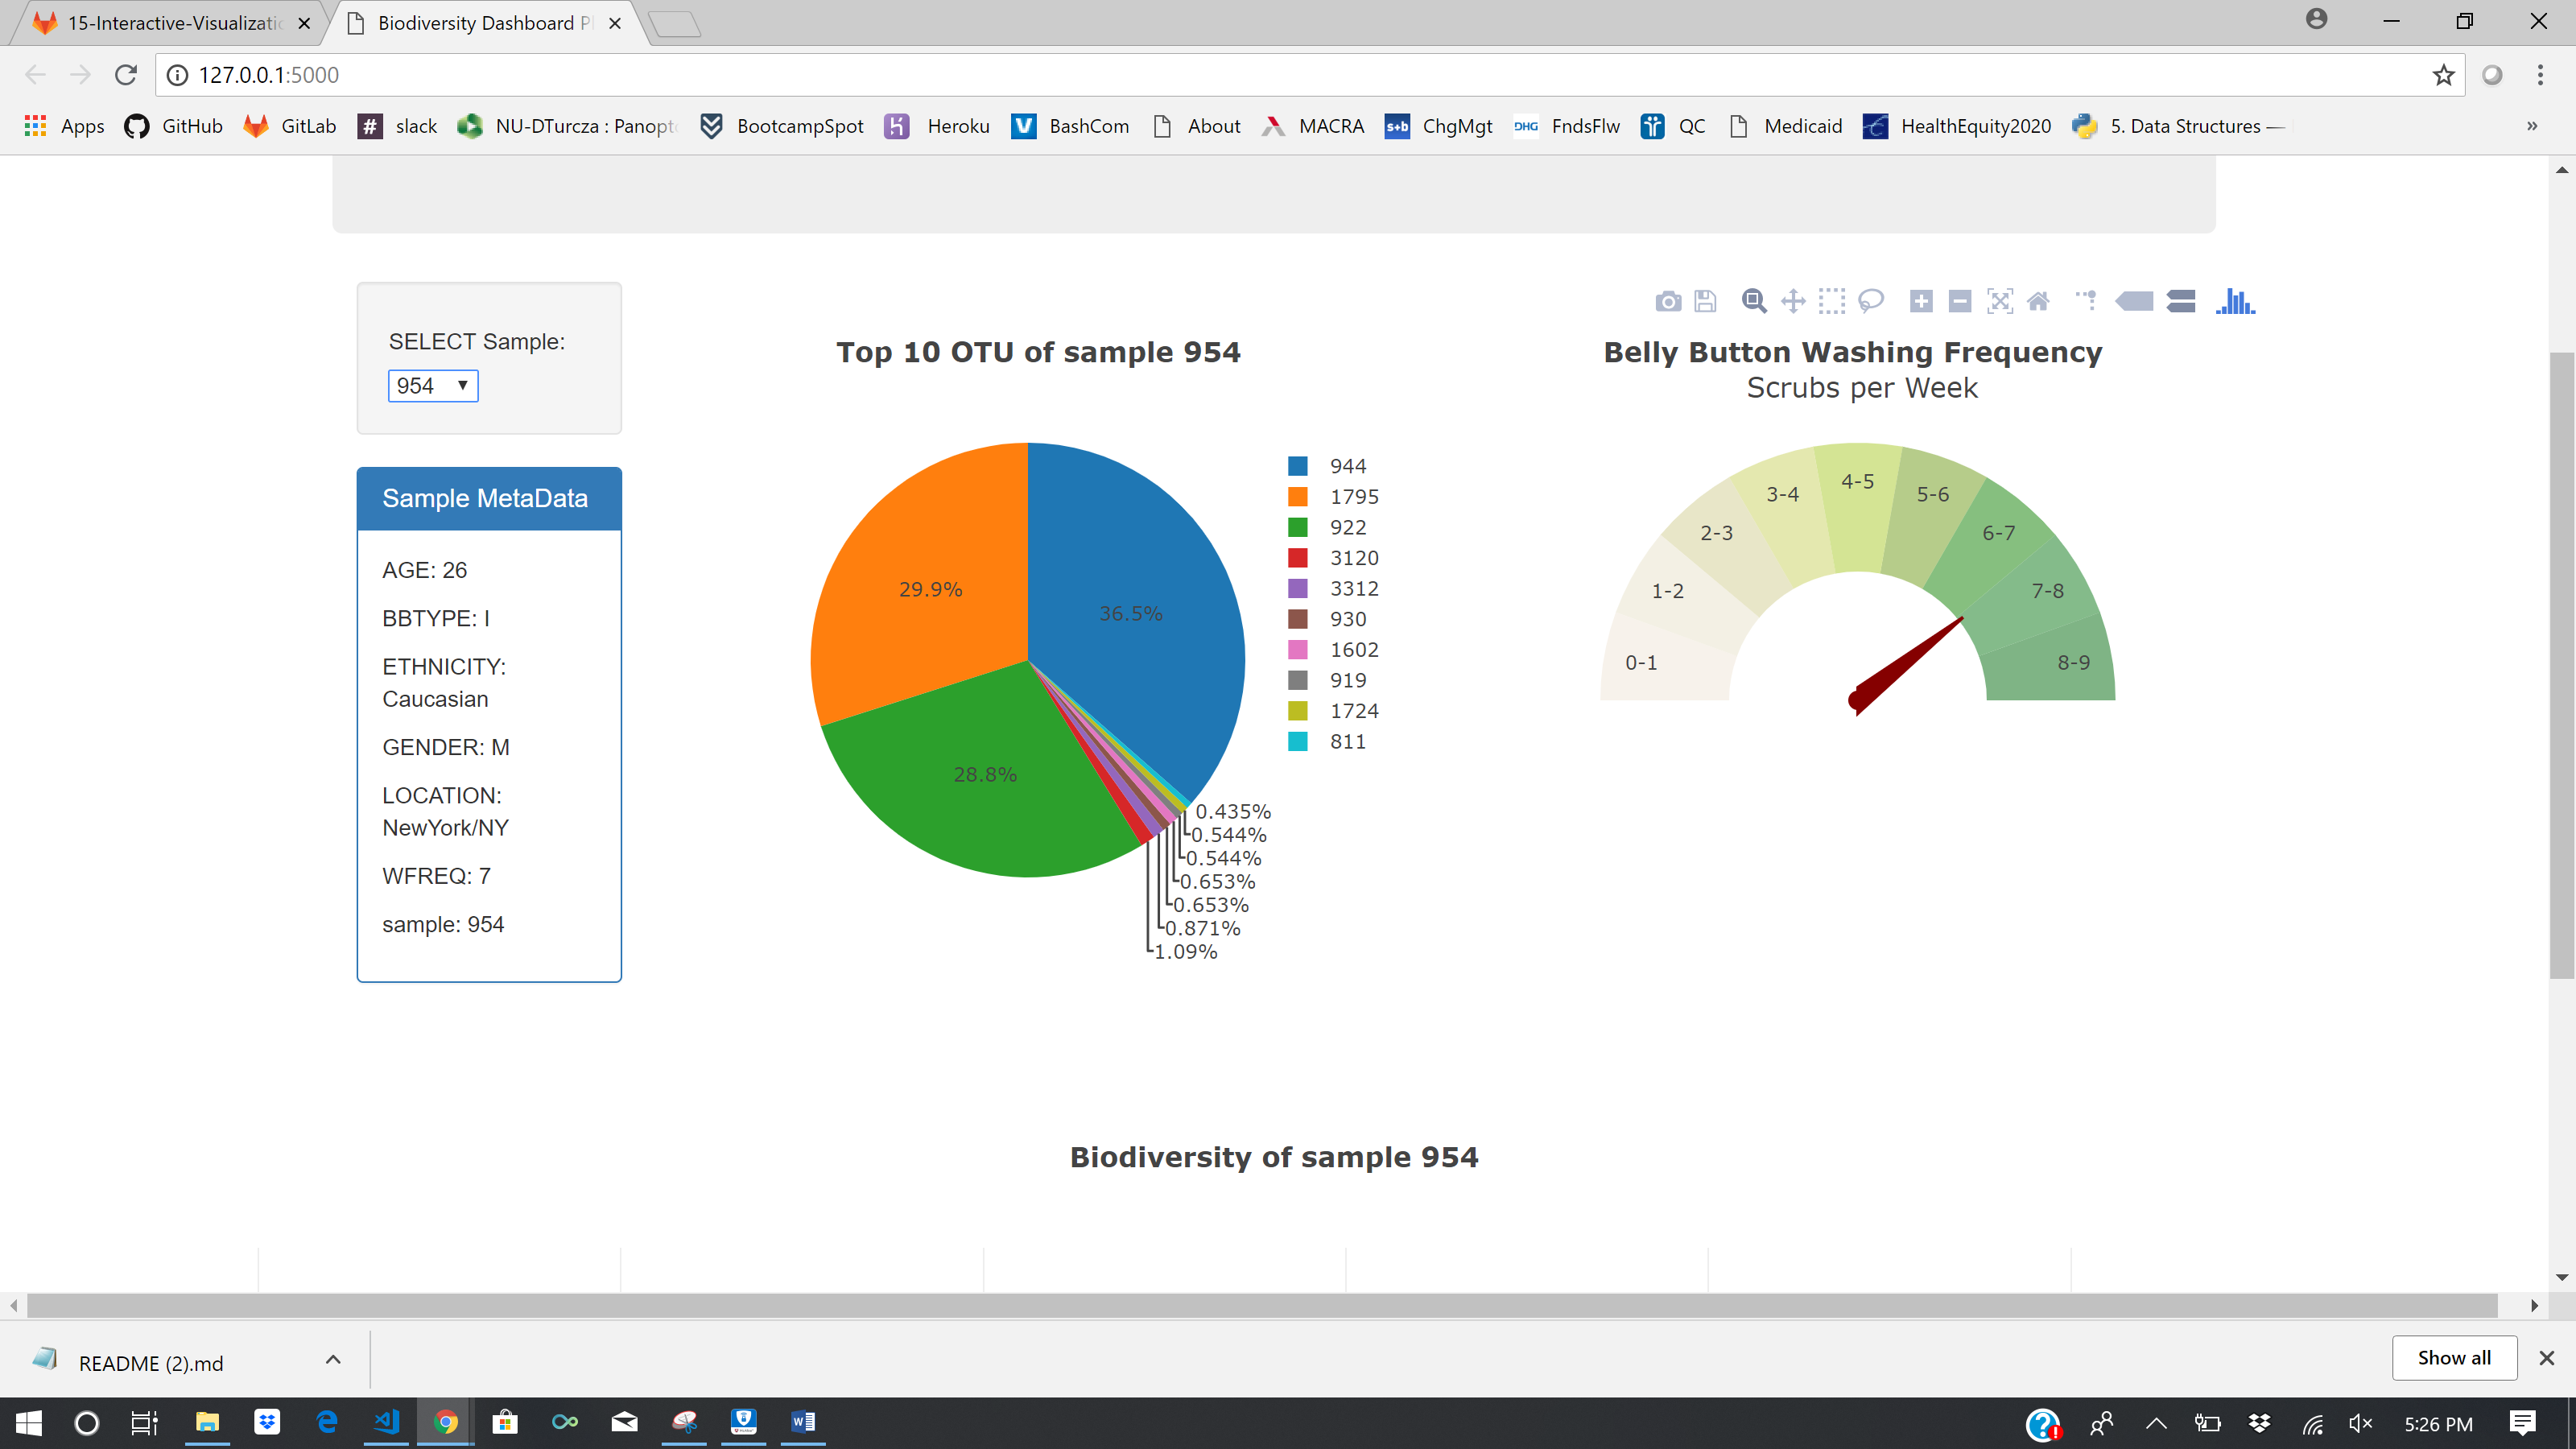 15-Interactive-Visualizatio
Biodiversity Dashboard Pl
127.0.0.1:5000
Apps GitHub GitLab slack NU-DTurcza : Panopto BootcampSpot Heroku BashCom About MACRA ChgMgt FndsFlw QC Medicaid HealthEquity2020 5. Data Structures —
SELECT Sample:
954
Sample MetaData
AGE: 26
BBTYPE: I
ETHNICITY:
Caucasian
GENDER: M
LOCATION:
NewYork/NY
WFREQ: 7
sample: 954
Top 10 OTU of sample 954
36.5%
29.9%
28.8%
0.435%
0.544%
0.544%
0.653%
0.653%
0.871%
1.09%
944
1795
922
3120
3312
930
1602
919
1724
811
Belly Button Washing Frequency
Scrubs per Week
0-1
1-2
2-3
3-4
4-5
5-6
6-7
7-8
8-9
Biodiversity of sample 954
README (2).md
Show all
5:26 PM